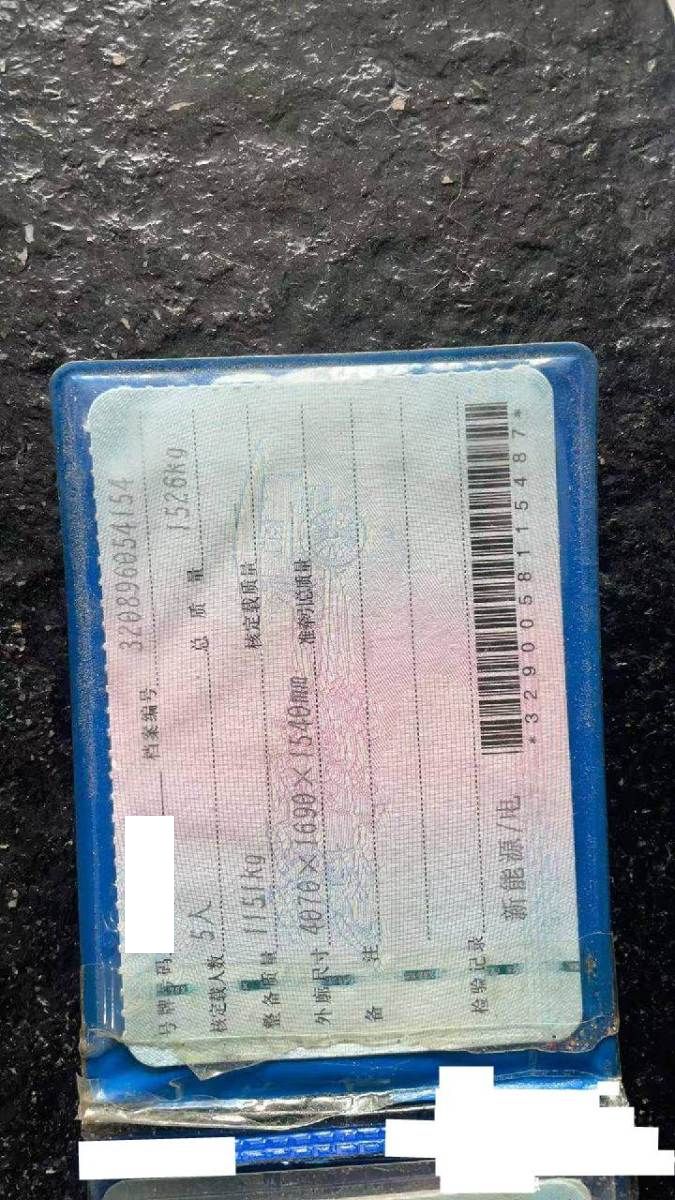 号牌号码 档案编号 320896054154
核定载人数 5人 总质量 1526kg
整备质量 1151kg 核定载质量
外廓尺寸 4070×1690×1540mm 准牵引总质量
备注
检验记录
新能源/电
*3290058115487*